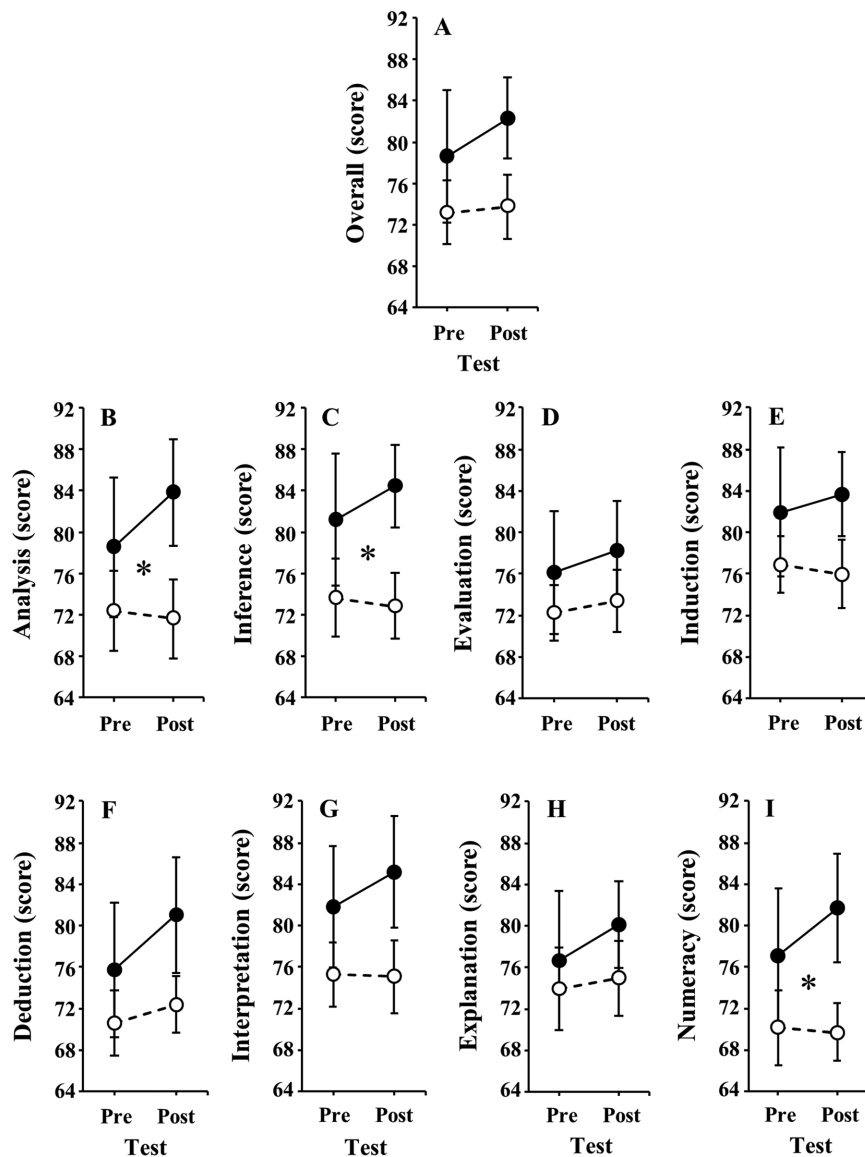 A
Overall (score)
92
88
84
80
76
72
68
64
Pre Post
Test
B
Analysis (score)
92
88
84
80
76
72
68
64
*
Pre Post
C
Inference (score)
92
88
84
80
76
72
68
64
*
Pre Post
D
Evaluation (score)
92
88
84
80
76
72
68
64
Pre Post
E
Induction (score)
92
88
84
80
76
72
68
64
Pre Post
F
Deduction (score)
92
88
84
80
76
72
68
64
Pre Post
Test
G
Interpretation (score)
92
88
84
80
76
72
68
64
Pre Post
Test
H
Explanation (score)
92
88
84
80
76
72
68
64
Pre Post
Test
I
Numeracy (score)
92
88
84
80
76
72
68
64
*
Pre Post
Test